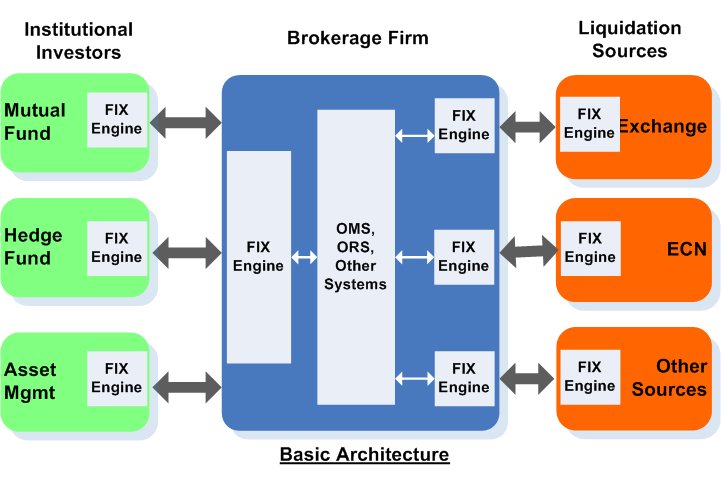 Institutional
Investors
Brokerage Firm
Liquidation
Sources
Mutual
Fund
FIX
Engine
Hedge
Fund
FIX
Engine
Asset
Mgmt
FIX
Engine
FIX
Engine
OMS,
ORS,
Other
Systems
FIX
Engine
FIX
Engine
FIX
Engine
FIX
Engine
Exchange
FIX
Engine
ECN
FIX
Engine
Other
Sources
Basic Architecture